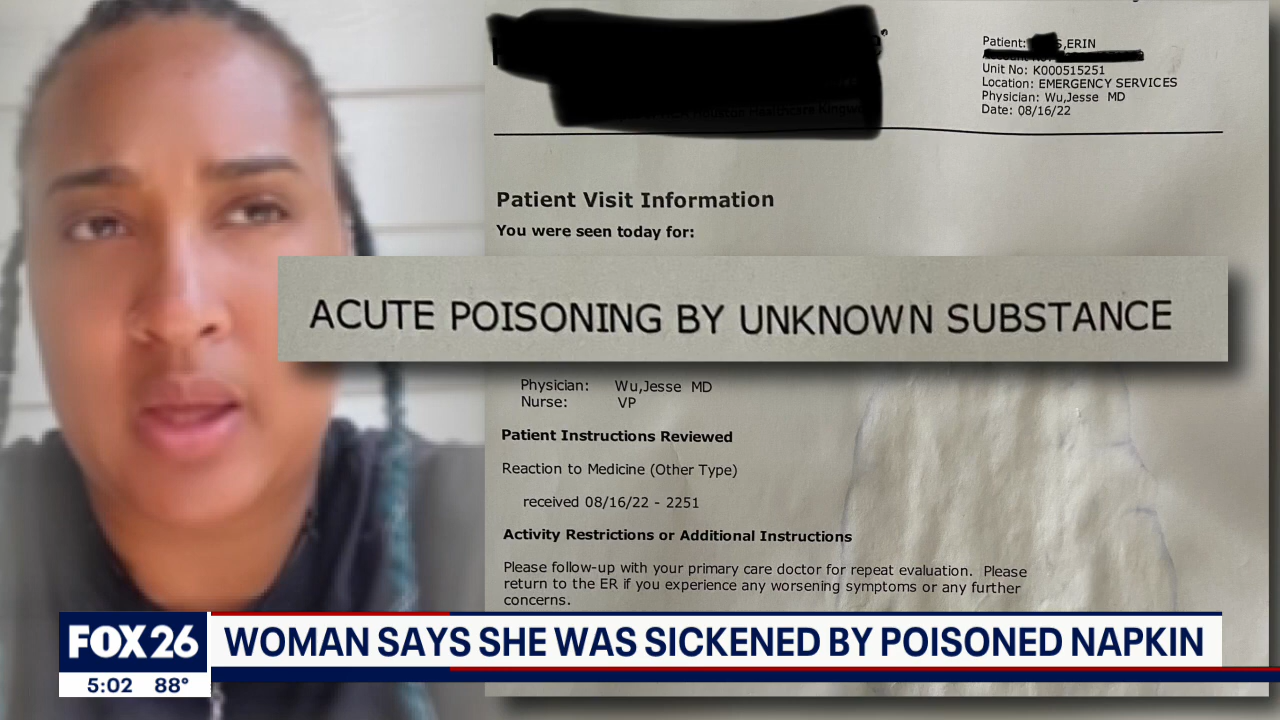 Patient: S,ERIN
Unit No: K000515251
Location: EMERGENCY SERVICES
Physician: Wu,Jesse MD
Date: 08/16/22
Patient Visit Information
You were seen today for:
ACUTE POISONING BY UNKNOWN SUBSTANCE
Physician: Wu,Jesse MD
Nurse: VP
Patient Instructions Reviewed
Reaction to Medicine (Other Type)
received 08/16/22 - 2251
Activity Restrictions or Additional Instructions
Please follow-up with your primary care doctor for repeat evaluation. Please
return to the ER if you experience any worsening symptoms or any further
concerns.
FOX 26
WOMAN SAYS SHE WAS SICKENED BY POISONED NAPKIN
5:02 88°